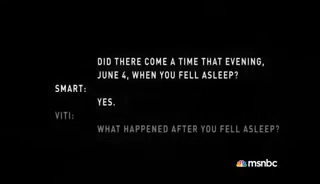 DID THERE COME A TIME THAT EVENING,
JUNE 4, WHEN YOU FELL ASLEEP?
SMART:
YES.
VITI:
WHAT HAPPENED AFTER YOU FELL ASLEEP?
msnbc